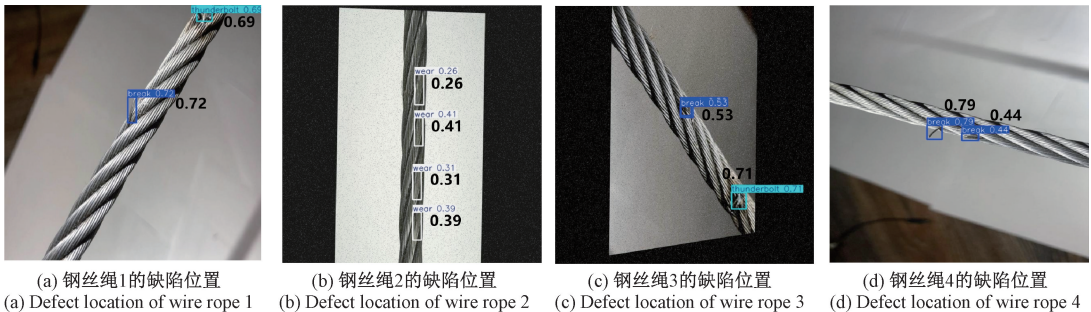 thunderbolt 0.69
0.69
break 0.72
0.72
wear 0.26
0.26
wear 0.41
0.41
wear 0.31
0.31
wear 0.39
0.39
break 0.53
0.53
0.71
thunderbolt 0.71
0.79
0.44
break 0.79
break 0.44
(a) 钢丝绳1的缺陷位置
(a) Defect location of wire rope 1
(b) 钢丝绳2的缺陷位置
(b) Defect location of wire rope 2
(c) 钢丝绳3的缺陷位置
(c) Defect location of wire rope 3
(d) 钢丝绳4的缺陷位置
(d) Defect location of wire rope 4